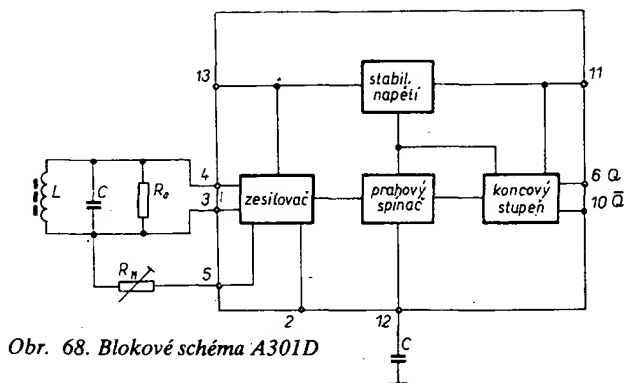 13
stabil.
napětí
11
L
C
R₀
4
3
1
zesilovač
prahový
spínač
koncový
stupeň
6 Q
10 Q̅
R_M
5
2
12
C
Obr. 68. Blokové schéma A301D